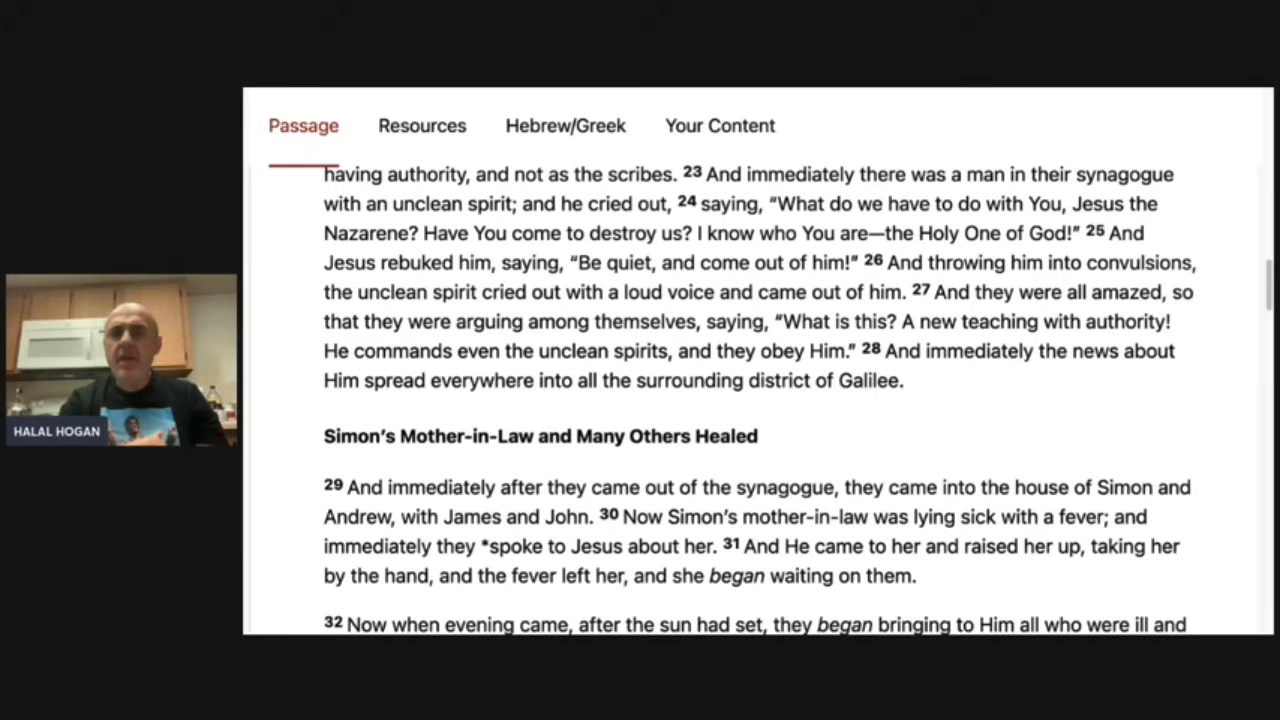 Passage Resources Hebrew/Greek Your Content
having authority, and not as the scribes. 23 And immediately there was a man in their synagogue
with an unclean spirit; and he cried out, 24 saying, “What do we have to do with You, Jesus the
Nazarene? Have You come to destroy us? I know who You are—the Holy One of God!” 25 And
Jesus rebuked him, saying, “Be quiet, and come out of him!” 26 And throwing him into convulsions,
the unclean spirit cried out with a loud voice and came out of him. 27 And they were all amazed, so
that they were arguing among themselves, saying, “What is this? A new teaching with authority!
He commands even the unclean spirits, and they obey Him.” 28 And immediately the news about
Him spread everywhere into all the surrounding district of Galilee.
Simon’s Mother-in-Law and Many Others Healed
29 And immediately after they came out of the synagogue, they came into the house of Simon and
Andrew, with James and John. 30 Now Simon’s mother-in-law was lying sick with a fever; and
immediately they *spoke to Jesus about her. 31 And He came to her and raised her up, taking her
by the hand, and the fever left her, and she began waiting on them.
32 Now when evening came, after the sun had set, they began bringing to Him all who were ill and
HALAL HOGAN